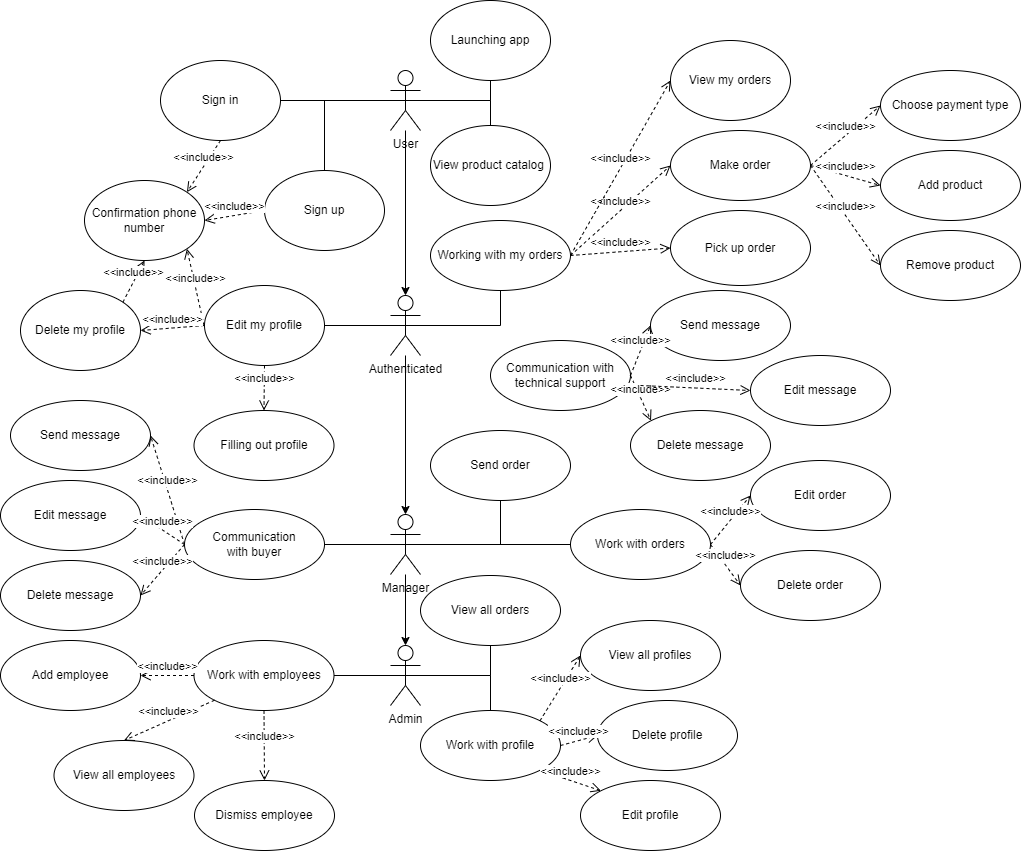 Launching app
Sign in
User
View my orders
Choose payment type
<<include>>
<<include>>
View product catalog
<<include>>
Make order
<<include>>
Add product
Confirmation phone
number
<<include>>
Sign up
<<include>>
<<include>>
Working with my orders
<<include>>
Pick up order
Remove product
<<include>>
<<include>>
Delete my profile
<<include>>
Edit my profile
Authenticated
Send message
<<include>>
Communication with
technical support
<<include>>
<<include>>
Edit message
<<include>>
Send message
Filling out profile
Delete message
<<include>>
Send order
Edit order
Edit message
<<include>>
Communication
with buyer
Work with orders
<<include>>
<<include>>
<<include>>
Delete message
Manager
Delete order
View all orders
Add employee
<<include>>
Work with employees
View all profiles
<<include>>
<<include>>
Admin
<<include>>
Work with profile
<<include>>
Delete profile
View all employees
<<include>>
Dismiss employee
Edit profile